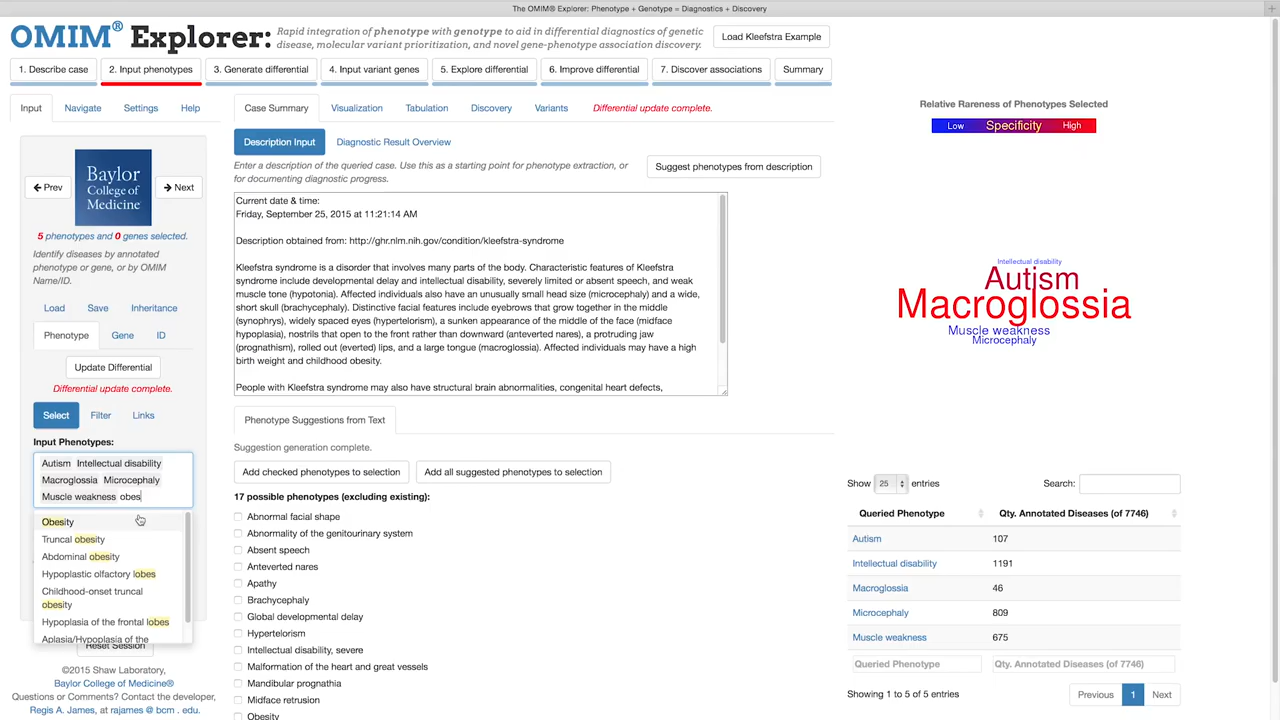 The OMIM® Explorer: Phenotype + Genotype = Diagnostics + Discovery
OMIM® Explorer:
Rapid integration of phenotype with genotype to aid in differential diagnostics of genetic
disease, molecular variant prioritization, and novel gene-phenotype association discovery.
Load Kleefstra Example
1. Describe case
2. Input phenotypes
3. Generate differential
4. Input variant genes
5. Explore differential
6. Improve differential
7. Discover associations
Summary
Input
Navigate
Settings
Help
Prev
Baylor
College of
Medicine
Next
5 phenotypes and 0 genes selected.
Identify diseases by annotated
phenotype or gene, or by OMIM
Name/ID.
Load
Save
Inheritance
Phenotype
Gene
ID
Update Differential
Differential update complete.
Select
Filter
Links
Input Phenotypes:
Autism Intellectual disability
Macroglossia Microcephaly
Muscle weakness obes
Obesity
Truncal obesity
Abdominal obesity
Hypoplastic olfactory lobes
Childhood-onset truncal
obesity
Hypoplasia of the frontal lobes
Aplasia/Hypoplasia of the
Reset Session
©2015 Shaw Laboratory,
Baylor College of Medicine®
Questions or Comments? Contact the developer,
Regis A. James, at rajames @ bcm . edu.
Case Summary
Visualization
Tabulation
Discovery
Variants
Differential update complete.
Description Input
Diagnostic Result Overview
Enter a description of the queried case. Use this as a starting point for phenotype extraction, or
for documenting diagnostic progress.
Suggest phenotypes from description
Current date & time:
Friday, September 25, 2015 at 11:21:14 AM
Description obtained from: http://ghr.nlm.nih.gov/condition/kleefstra-syndrome
Kleefstra syndrome is a disorder that involves many parts of the body. Characteristic features of Kleefstra
syndrome include developmental delay and intellectual disability, severely limited or absent speech, and weak
muscle tone (hypotonia). Affected individuals also have an unusually small head size (microcephaly) and a wide,
short skull (brachycephaly). Distinctive facial features include eyebrows that grow together in the middle
(synophrys), widely spaced eyes (hypertelorism), a sunken appearance of the middle of the face (midface
hypoplasia), nostrils that open to the front rather than downward (anteverted nares), a protruding jaw
(prognathism), rolled out (everted) lips, and a large tongue (macroglossia). Affected individuals may have a high
birth weight and childhood obesity.
People with Kleefstra syndrome may also have structural brain abnormalities, congenital heart defects,
Phenotype Suggestions from Text
Suggestion generation complete.
Add checked phenotypes to selection
Add all suggested phenotypes to selection
17 possible phenotypes (excluding existing):
Abnormal facial shape
Abnormality of the genitourinary system
Absent speech
Anteverted nares
Apathy
Brachycephaly
Global developmental delay
Hypertelorism
Intellectual disability, severe
Malformation of the heart and great vessels
Mandibular prognathia
Midface retrusion
Obesity
Relative Rareness of Phenotypes Selected
Low Specificity High
Intellectual disability
Autism
Macroglossia
Muscle weakness
Microcephaly
Show 25 entries
Search:
Queried Phenotype Qty. Annotated Diseases (of 7746)
Autism 107
Intellectual disability 1191
Macroglossia 46
Microcephaly 809
Muscle weakness 675
Queried Phenotype Qty. Annotated Diseases (of 7746)
Showing 1 to 5 of 5 entries
Previous 1 Next